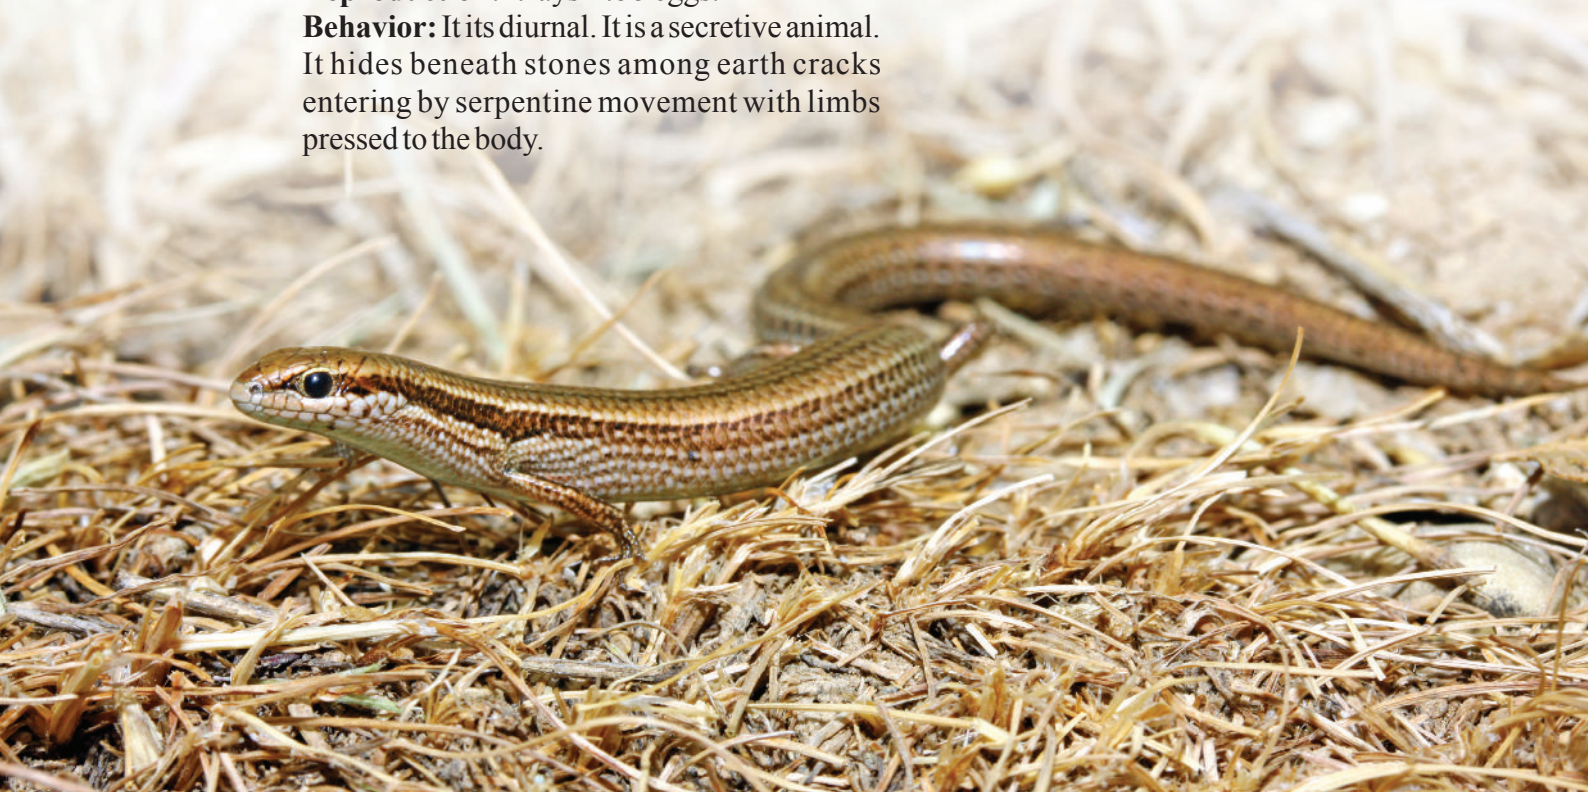 Behavior: It its diurnal. It is a secretive animal.
It hides beneath stones among earth cracks
entering by serpentine movement with limbs
pressed to the body.